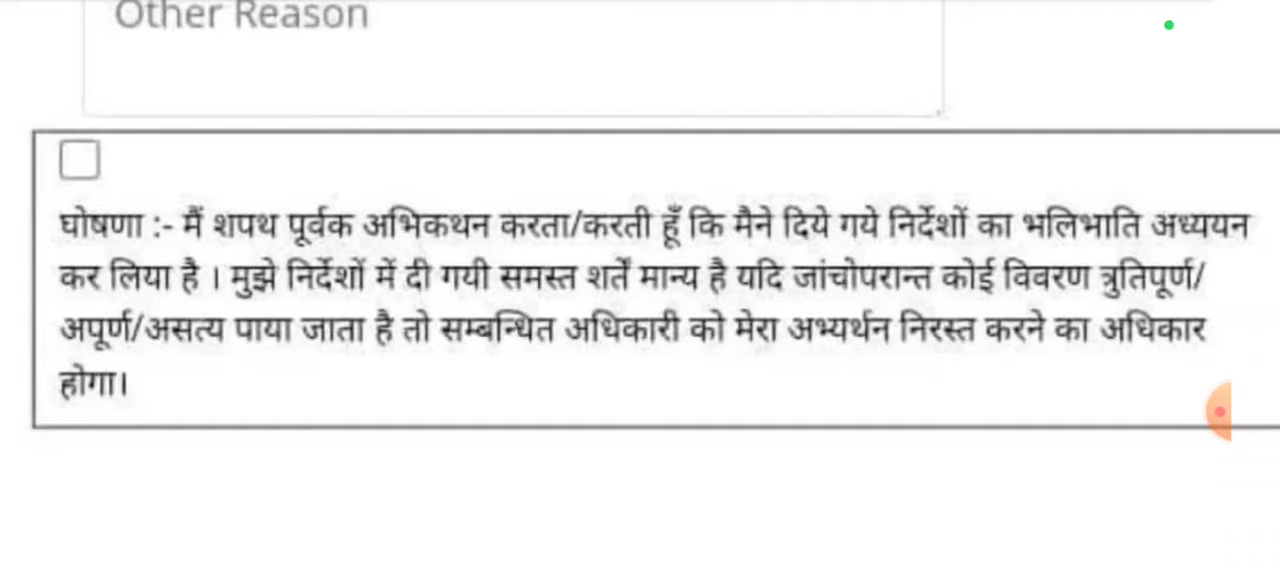 Other Reason
घोषणा :- मैं शपथ पूर्वक अभिकथन करता/करती हूँ कि मैने दिये गये निर्देशों का भलिभाति अध्ययन
कर लिया है । मुझे निर्देशों में दी गयी समस्त शर्तें मान्य है यदि जांचोपरान्त कोई विवरण त्रुतिपूर्ण/
अपूर्ण/असत्य पाया जाता है तो सम्बन्धित अधिकारी को मेरा अभ्यर्थन निरस्त करने का अधिकार
होगा।